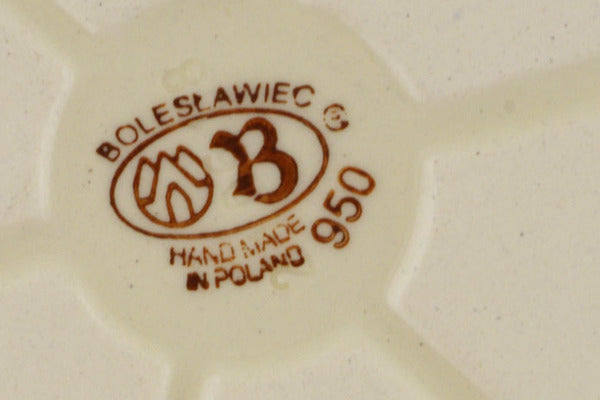 BOLESŁAWIEC ®
B
HAND MADE
IN POLAND
950